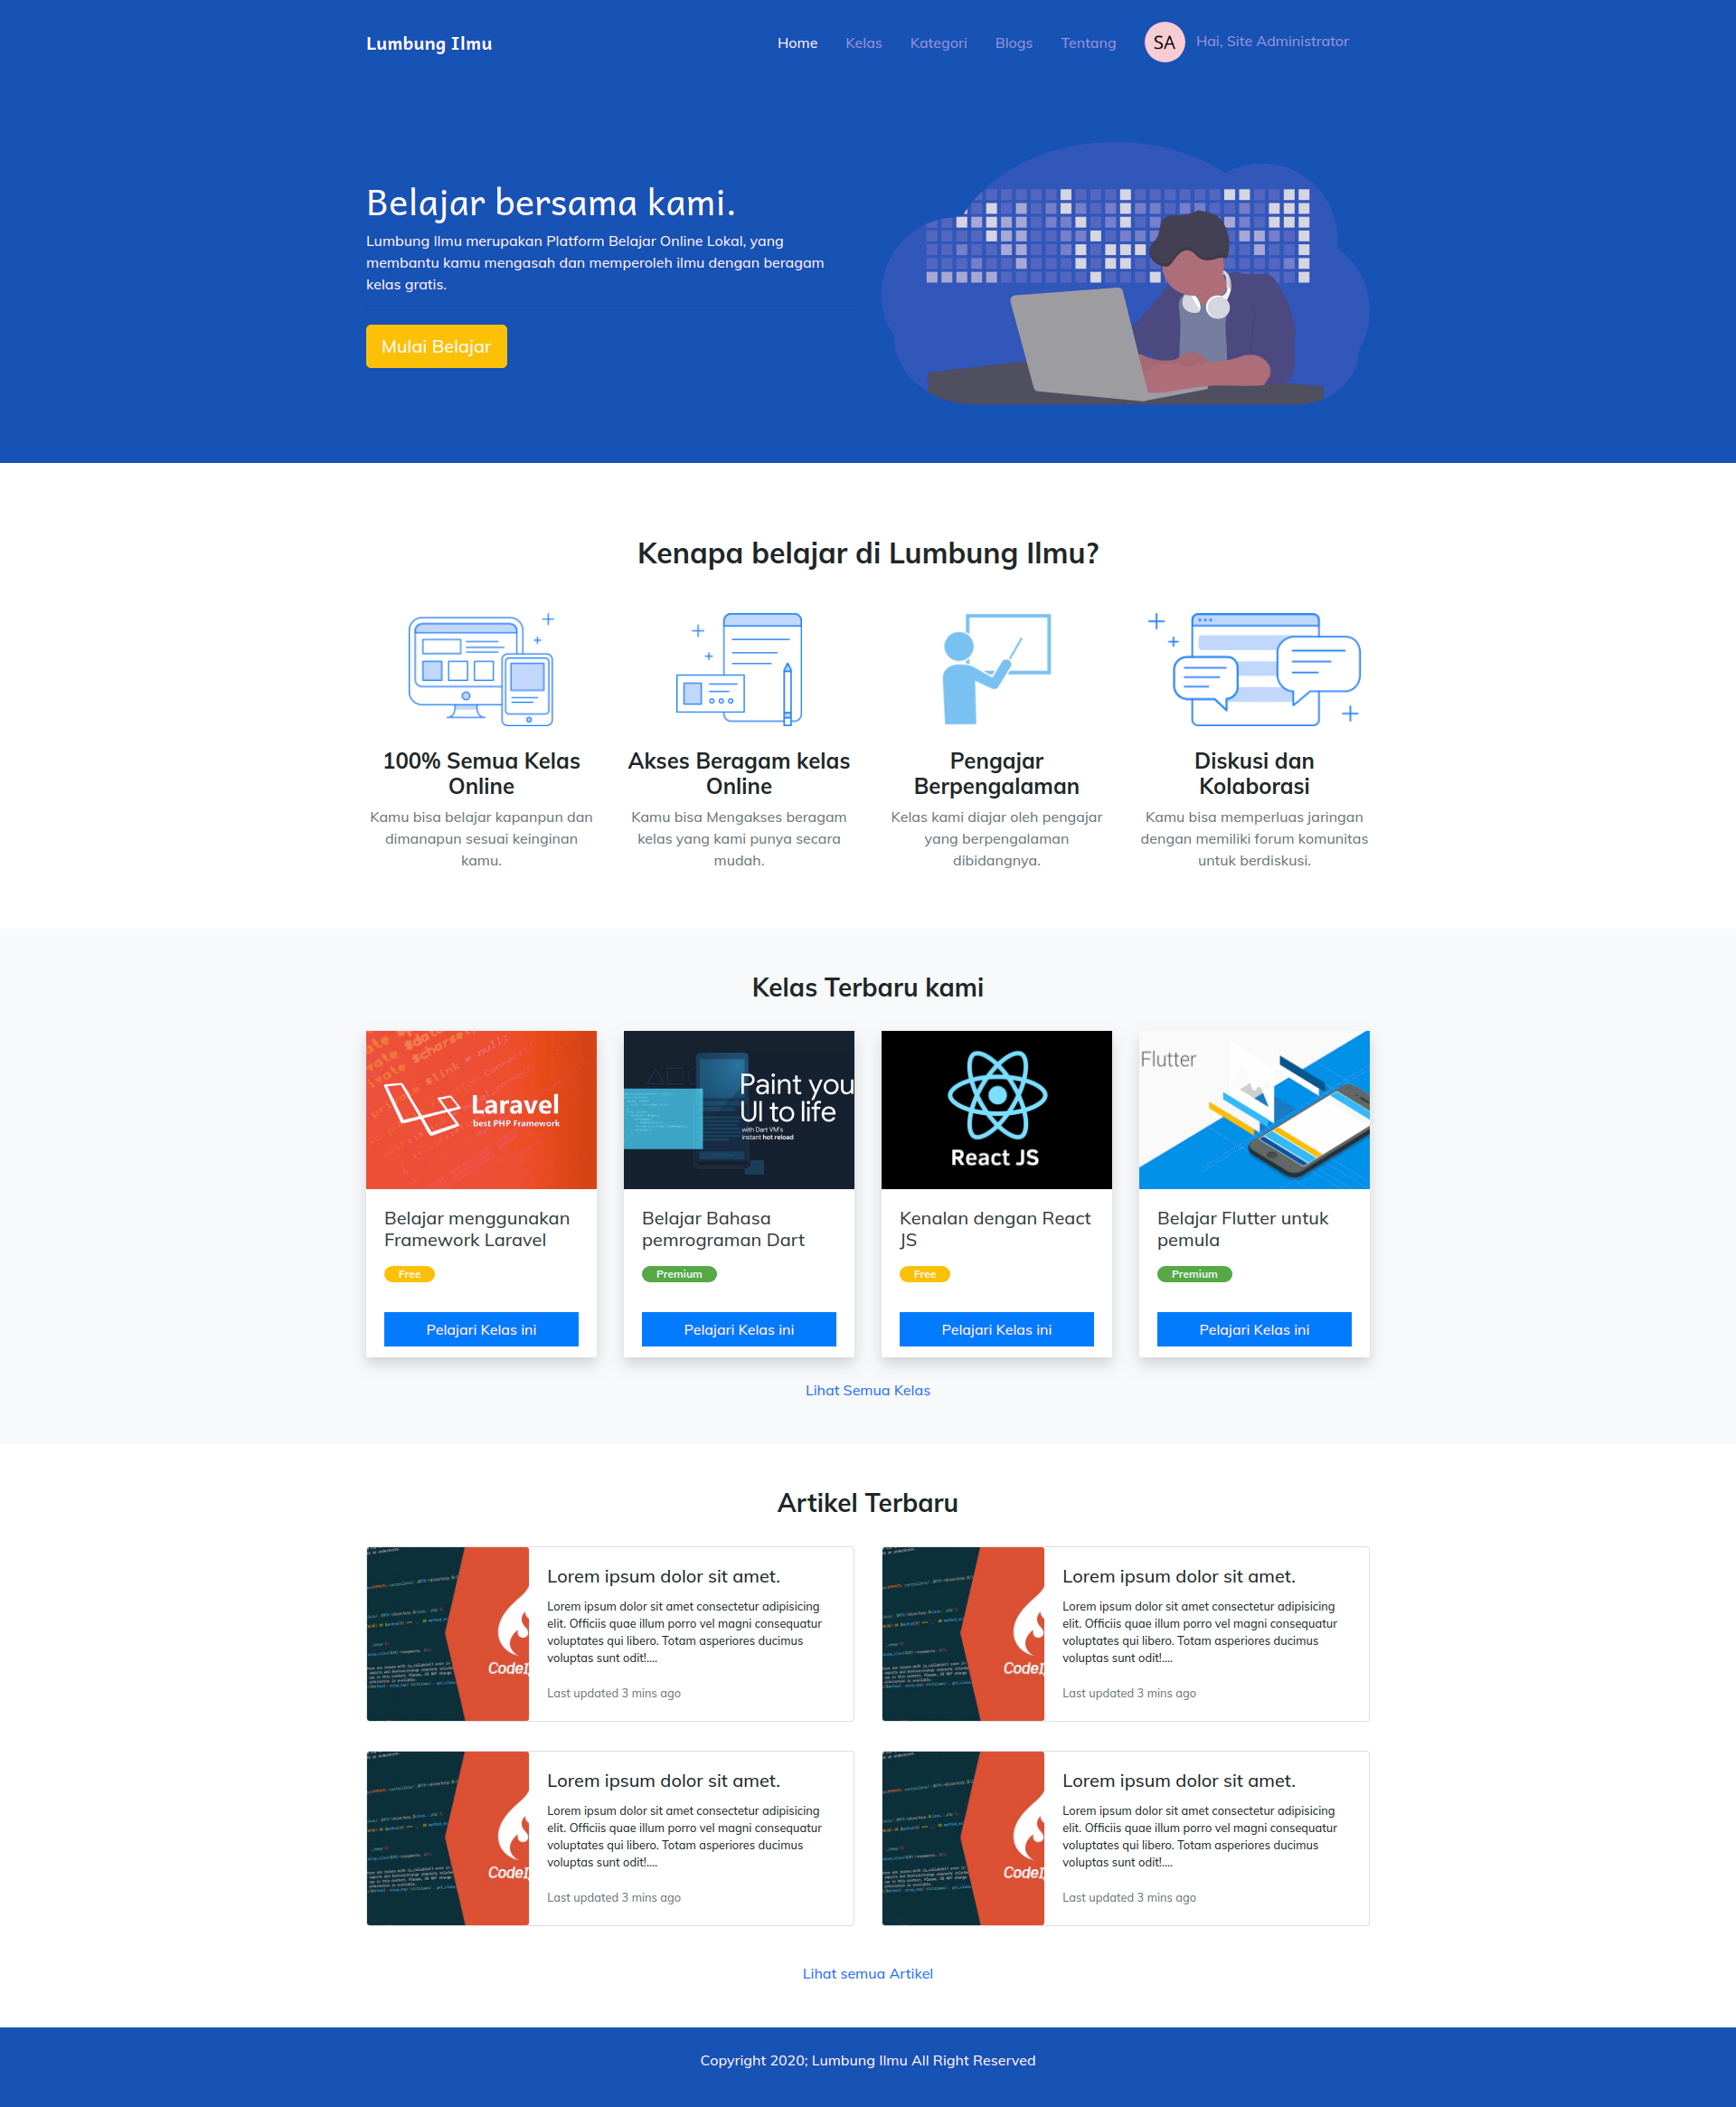 Lumbung Ilmu
Home Kelas Kategori Blogs Tentang SA Hai, Site Administrator
Belajar bersama kami.
Lumbung Ilmu merupakan Platform Belajar Online Lokal, yang
membantu kamu mengasah dan memperoleh ilmu dengan beragam
kelas gratis.
Mulai Belajar
Kenapa belajar di Lumbung Ilmu?
100% Semua Kelas
Online
Kamu bisa belajar kapanpun dan
dimanapun sesuai keinginan
kamu.
Akses Beragam kelas
Online
Kamu bisa Mengakses beragam
kelas yang kami punya secara
mudah.
Pengajar
Berpengalaman
Kelas kami diajar oleh pengajar
yang berpengalaman
dibidangnya.
Diskusi dan
Kolaborasi
Kamu bisa memperluas jaringan
dengan memiliki forum komunitas
untuk berdiskusi.
Kelas Terbaru kami
$link = null;
$charset
Laravel
best PHP Framework
Belajar menggunakan
Framework Laravel
Free
Pelajari Kelas ini
Paint you
UI to life
with Dart VM's
instant hot reload
Belajar Bahasa
pemrograman Dart
Premium
Pelajari Kelas ini
React JS
Kenalan dengan React
JS
Free
Pelajari Kelas ini
Flutter
Belajar Flutter untuk
pemula
Premium
Pelajari Kelas ini
Lihat Semua Kelas
Artikel Terbaru
CodeI
Lorem ipsum dolor sit amet.
Lorem ipsum dolor sit amet consectetur adipisicing
elit. Officiis quae illum porro vel magni consequatur
voluptates qui libero. Totam asperiores ducimus
voluptas sunt odit!....
Last updated 3 mins ago
CodeI
Lorem ipsum dolor sit amet.
Lorem ipsum dolor sit amet consectetur adipisicing
elit. Officiis quae illum porro vel magni consequatur
voluptates qui libero. Totam asperiores ducimus
voluptas sunt odit!....
Last updated 3 mins ago
CodeI
Lorem ipsum dolor sit amet.
Lorem ipsum dolor sit amet consectetur adipisicing
elit. Officiis quae illum porro vel magni consequatur
voluptates qui libero. Totam asperiores ducimus
voluptas sunt odit!....
Last updated 3 mins ago
CodeI
Lorem ipsum dolor sit amet.
Lorem ipsum dolor sit amet consectetur adipisicing
elit. Officiis quae illum porro vel magni consequatur
voluptates qui libero. Totam asperiores ducimus
voluptas sunt odit!....
Last updated 3 mins ago
Lihat semua Artikel
Copyright 2020; Lumbung Ilmu All Right Reserved